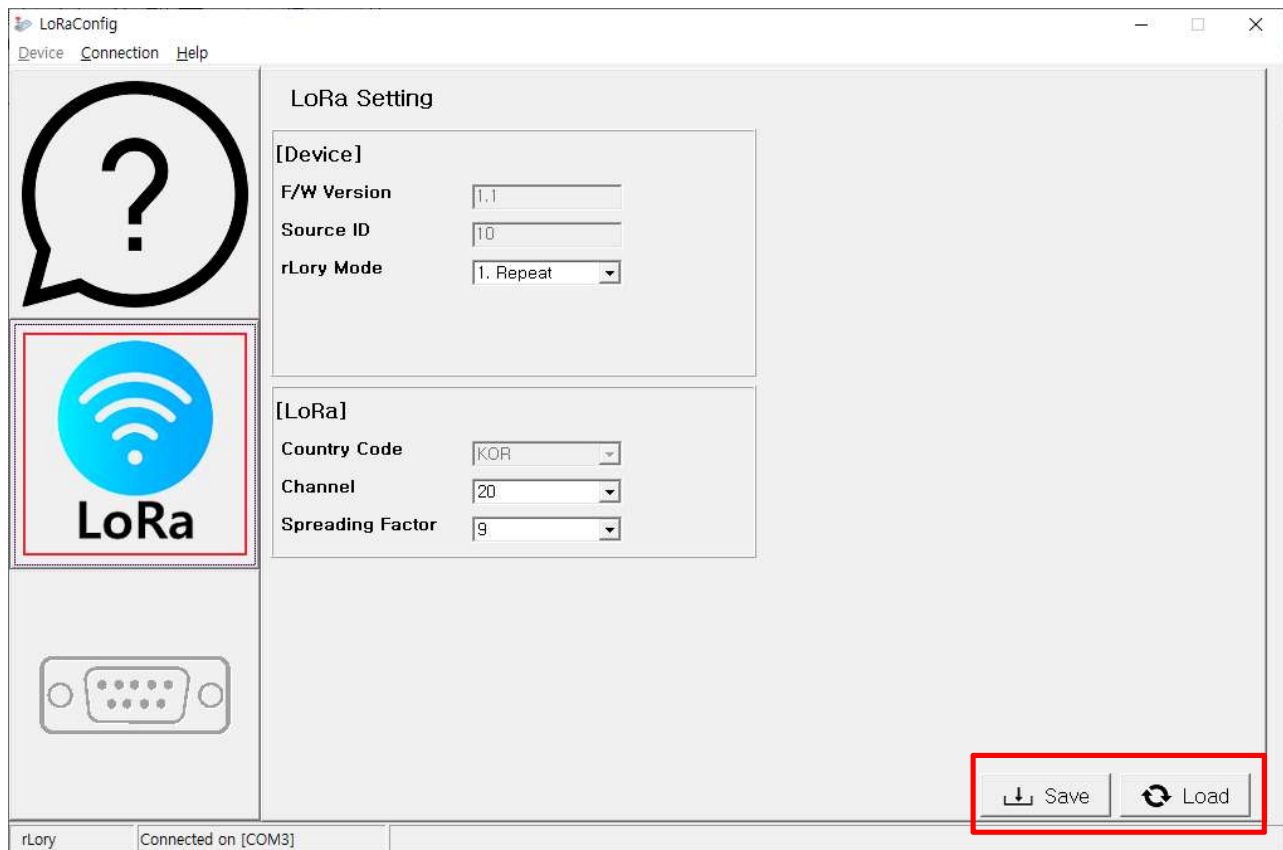 LoRaConfig
Device Connection Help
?
LoRa Setting
[Device]
F/W Version 1.1
Source ID 10
rLory Mode 1. Repeat
LoRa
[LoRa]
Country Code KOR
Channel 20
Spreading Factor 9
Save Load
rLory Connected on [COM3]